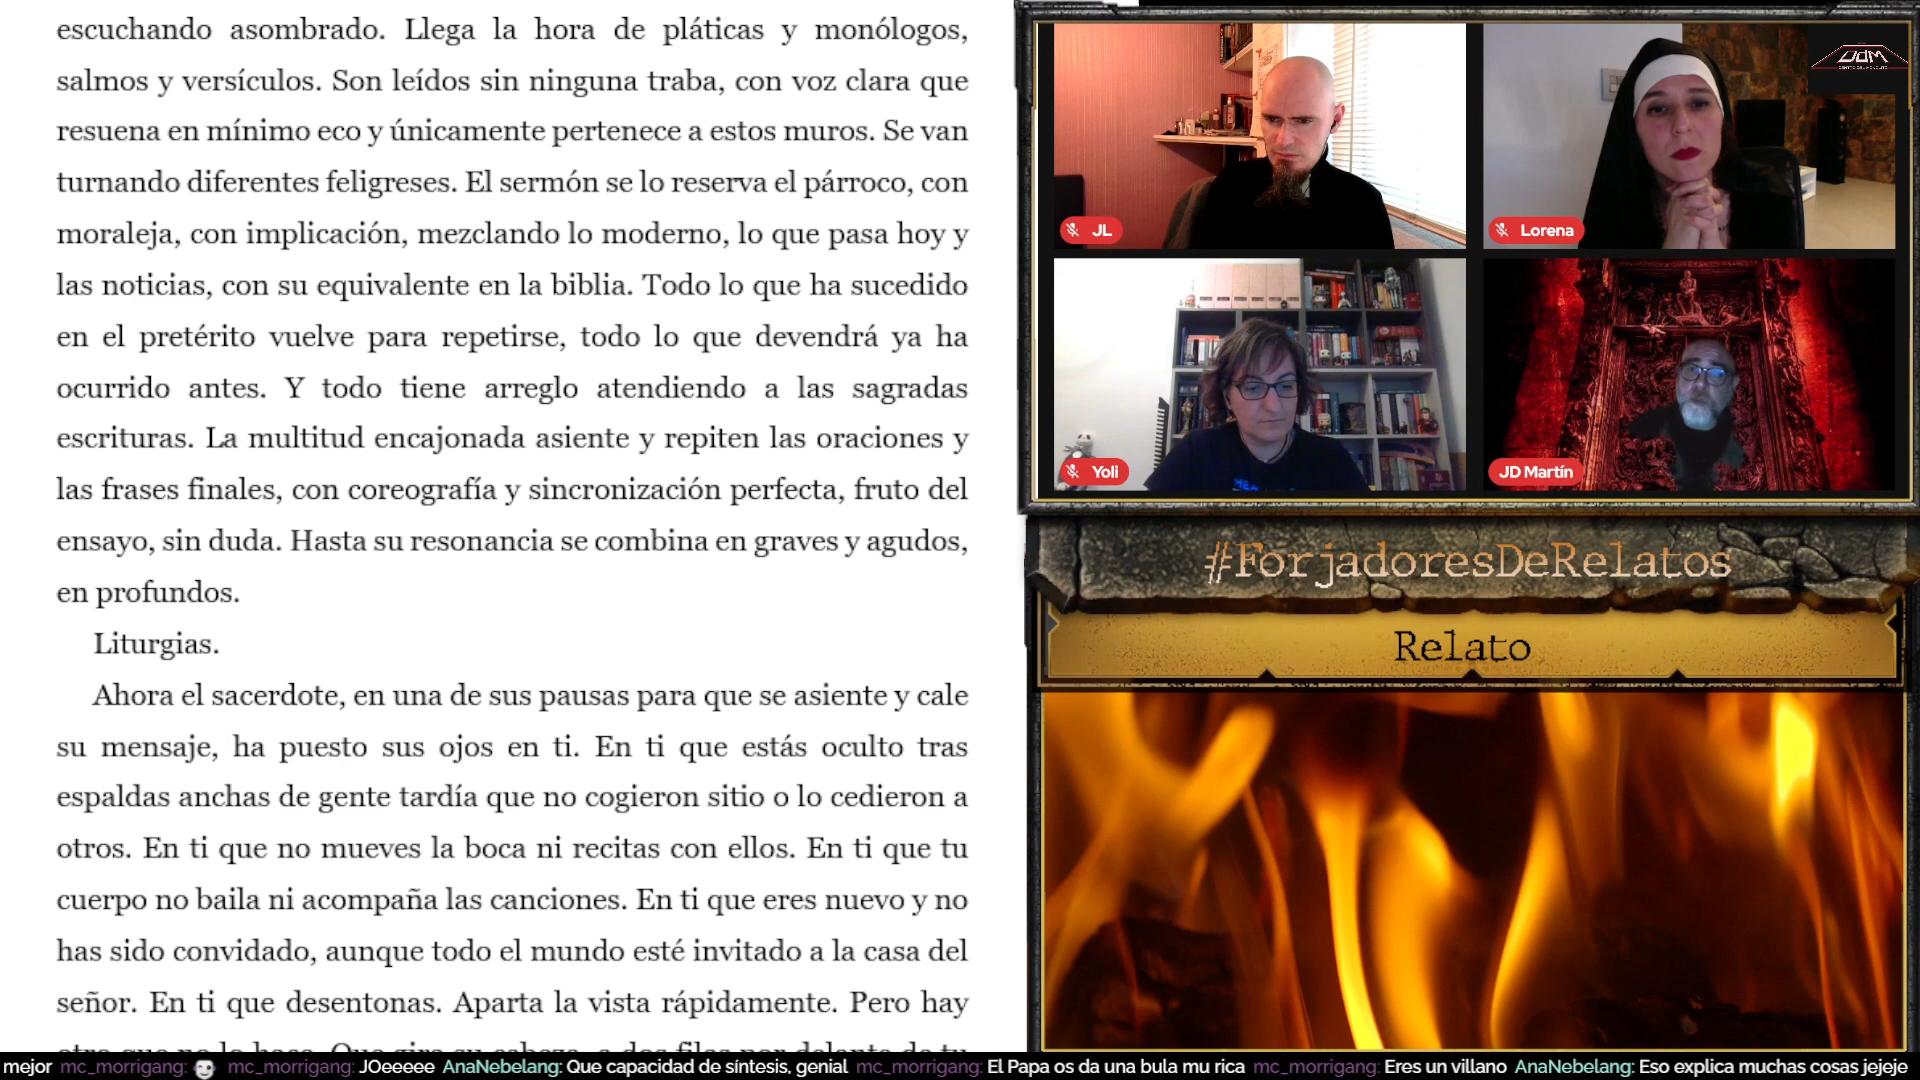 escuchando asombrado. Llega la hora de pláticas y monólogos,
salmos y versículos. Son leídos sin ninguna traba, con voz clara que
resuena en mínimo eco y únicamente pertenece a estos muros. Se van
turnando diferentes feligreses. El sermón se lo reserva el párroco, con
moraleja, con implicación, mezclando lo moderno, lo que pasa hoy y
las noticias, con su equivalente en la biblia. Todo lo que ha sucedido
en el pretérito vuelve para repetirse, todo lo que devendrá ya ha
ocurrido antes. Y todo tiene arreglo atendiendo a las sagradas
escrituras. La multitud encajonada asiente y repiten las oraciones y
las frases finales, con coreografía y sincronización perfecta, fruto del
ensayo, sin duda. Hasta su resonancia se combina en graves y agudos,
en profundos.
Liturgias.
Ahora el sacerdote, en una de sus pausas para que se asiente y cale
su mensaje, ha puesto sus ojos en ti. En ti que estás oculto tras
espaldas anchas de gente tardía que no cogieron sitio o lo cedieron a
otros. En ti que no mueves la boca ni recitas con ellos. En ti que tu
cuerpo no baila ni acompaña las canciones. En ti que eres nuevo y no
has sido convidado, aunque todo el mundo esté invitado a la casa del
señor. En ti que desentonas. Aparta la vista rápidamente. Pero hay
JL
Lorena
DDM
Yoli
JD Martín
#ForjadoresDeRelatos
Relato
mejor mc_morrigang: mc_morrigang: JOeeeee AnaNebelang: Que capacidad de síntesis, genial mc_morrigang: El Papa os da una bula mu rica mc_morrigang: Eres un villano AnaNebelang: Eso explica muchas cosas jejeje